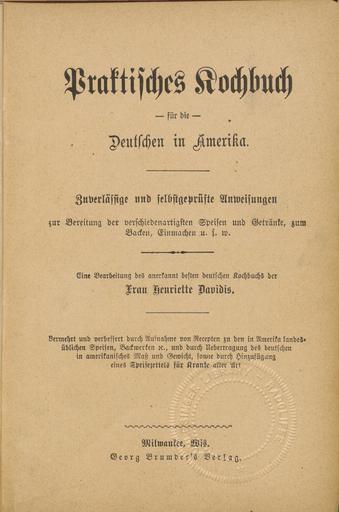 Praktisches Kochbuch
— für die —
Deutschen in Amerika.
Zuverlässige und selbstgeprüfte Anweisungen
zur Bereitung der verschiedenartigsten Speisen und Getränke, zum
Backen, Einmachen u. s. w.
Eine Bearbeitung des anerkannt besten deutschen Kochbuchs der
Frau Henriette Davidis.
Vermehrt und verbessert durch Aufnahme von Recepten zu den in Amerika landes-
üblichen Speisen, Backwerken ꝛc., und durch Uebertragung des deutschen
in amerikanisches Maß und Gewicht, sowie durch Hinzufügung
eines Speisezettels für Kranke aller Art
Milwaukee, Wis.
Georg Brumder's Verlag.